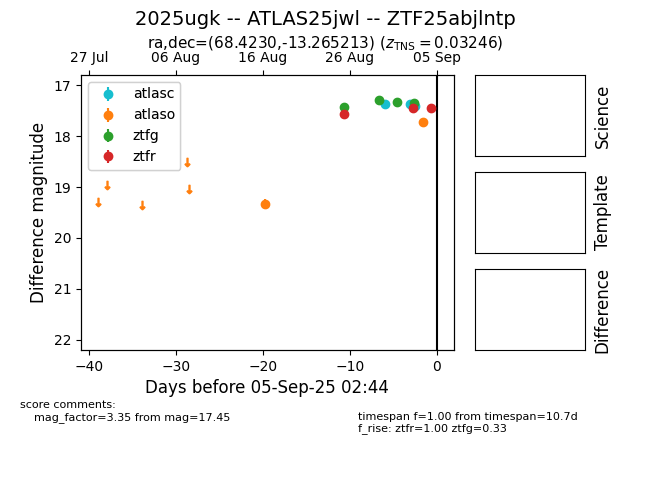 2025ugk -- ATLAS25jwl -- ZTF25abjlntp
ra,dec=(68.4230,-13.265213) (z_TNS = 0.03246)
27 Jul 06 Aug 16 Aug 26 Aug 05 Sep
atlasc
atlaso
ztfg
ztfr
17
18
19
20
21
22
Difference magnitude
−40 −30 −20 −10 0
Days before 05-Sep-25 02:44
Science
Template
Difference
score comments:
mag_factor=3.35 from mag=17.45
timespan f=1.00 from timespan=10.7d
f_rise: ztfr=1.00 ztfg=0.33